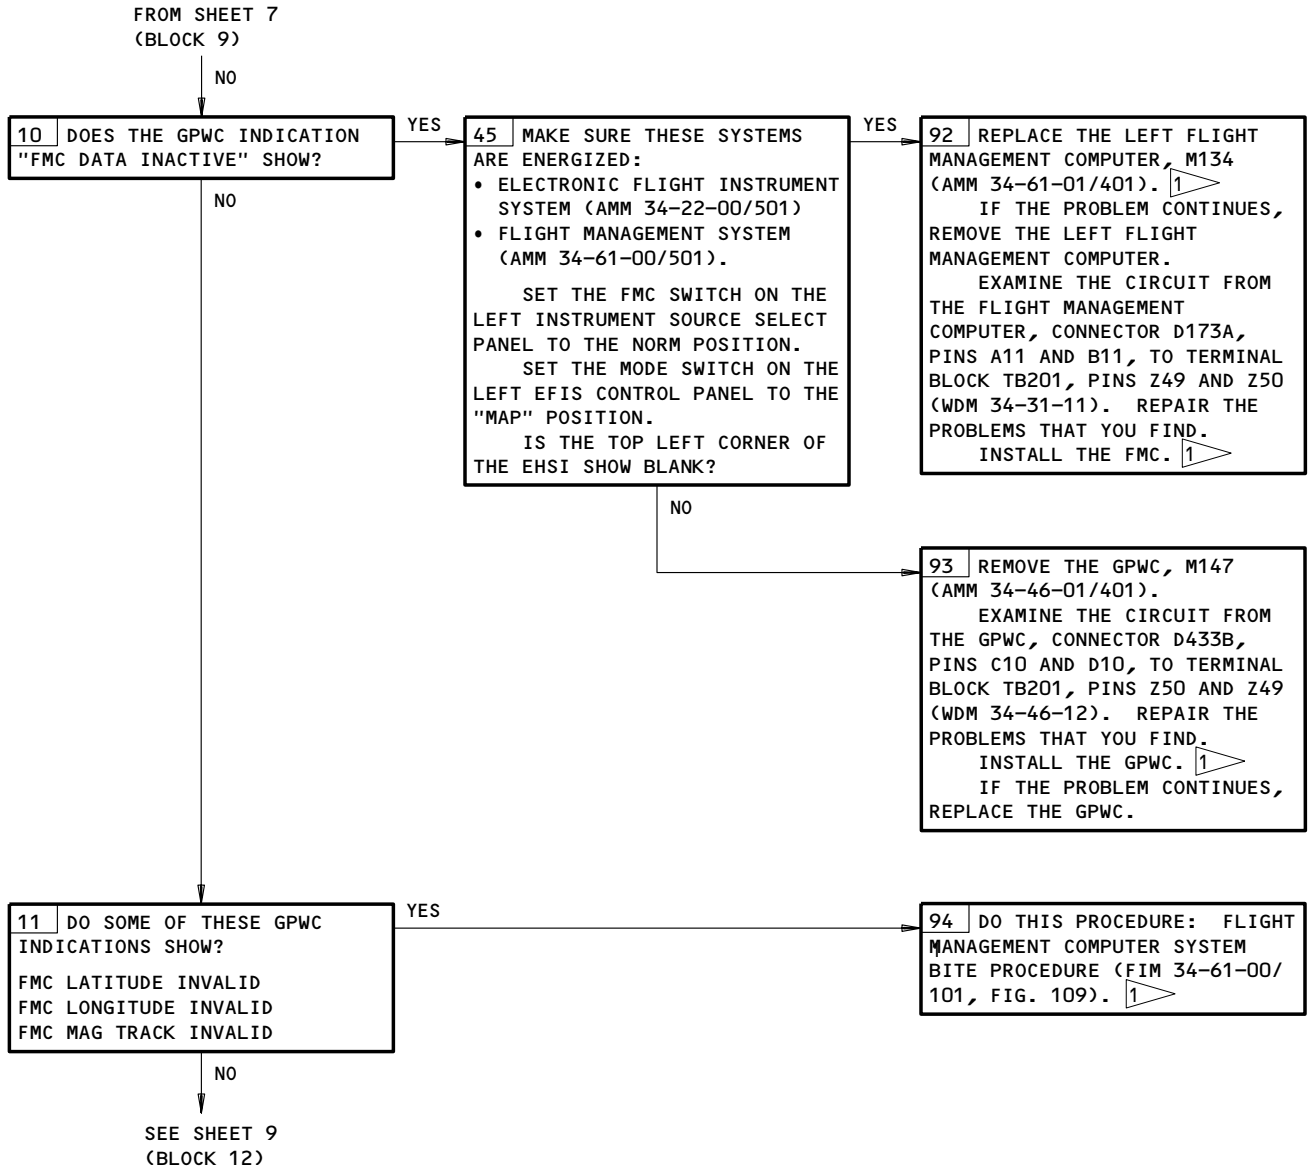 FROM SHEET 7
(BLOCK 9)
NO
10 DOES THE GPWC INDICATION
"FMC DATA INACTIVE" SHOW?
YES
NO
45 MAKE SURE THESE SYSTEMS
ARE ENERGIZED:
• ELECTRONIC FLIGHT INSTRUMENT
SYSTEM (AMM 34-22-00/501)
• FLIGHT MANAGEMENT SYSTEM
(AMM 34-61-00/501).
SET THE FMC SWITCH ON THE
LEFT INSTRUMENT SOURCE SELECT
PANEL TO THE NORM POSITION.
SET THE MODE SWITCH ON THE
LEFT EFIS CONTROL PANEL TO THE
"MAP" POSITION.
IS THE TOP LEFT CORNER OF
THE EHSI SHOW BLANK?
YES
NO
92 REPLACE THE LEFT FLIGHT
MANAGEMENT COMPUTER, M134
(AMM 34-61-01/401). 1
IF THE PROBLEM CONTINUES,
REMOVE THE LEFT FLIGHT
MANAGEMENT COMPUTER.
EXAMINE THE CIRCUIT FROM
THE FLIGHT MANAGEMENT
COMPUTER, CONNECTOR D173A,
PINS A11 AND B11, TO TERMINAL
BLOCK TB201, PINS Z49 AND Z50
(WDM 34-31-11). REPAIR THE
PROBLEMS THAT YOU FIND.
INSTALL THE FMC. 1
93 REMOVE THE GPWC, M147
(AMM 34-46-01/401).
EXAMINE THE CIRCUIT FROM
THE GPWC, CONNECTOR D433B,
PINS C10 AND D10, TO TERMINAL
BLOCK TB201, PINS Z50 AND Z49
(WDM 34-46-12). REPAIR THE
PROBLEMS THAT YOU FIND.
INSTALL THE GPWC. 1
IF THE PROBLEM CONTINUES,
REPLACE THE GPWC.
11 DO SOME OF THESE GPWC
INDICATIONS SHOW?
FMC LATITUDE INVALID
FMC LONGITUDE INVALID
FMC MAG TRACK INVALID
YES
NO
94 DO THIS PROCEDURE: FLIGHT
MANAGEMENT COMPUTER SYSTEM
BITE PROCEDURE (FIM 34-61-00/
101, FIG. 109). 1
SEE SHEET 9
(BLOCK 12)